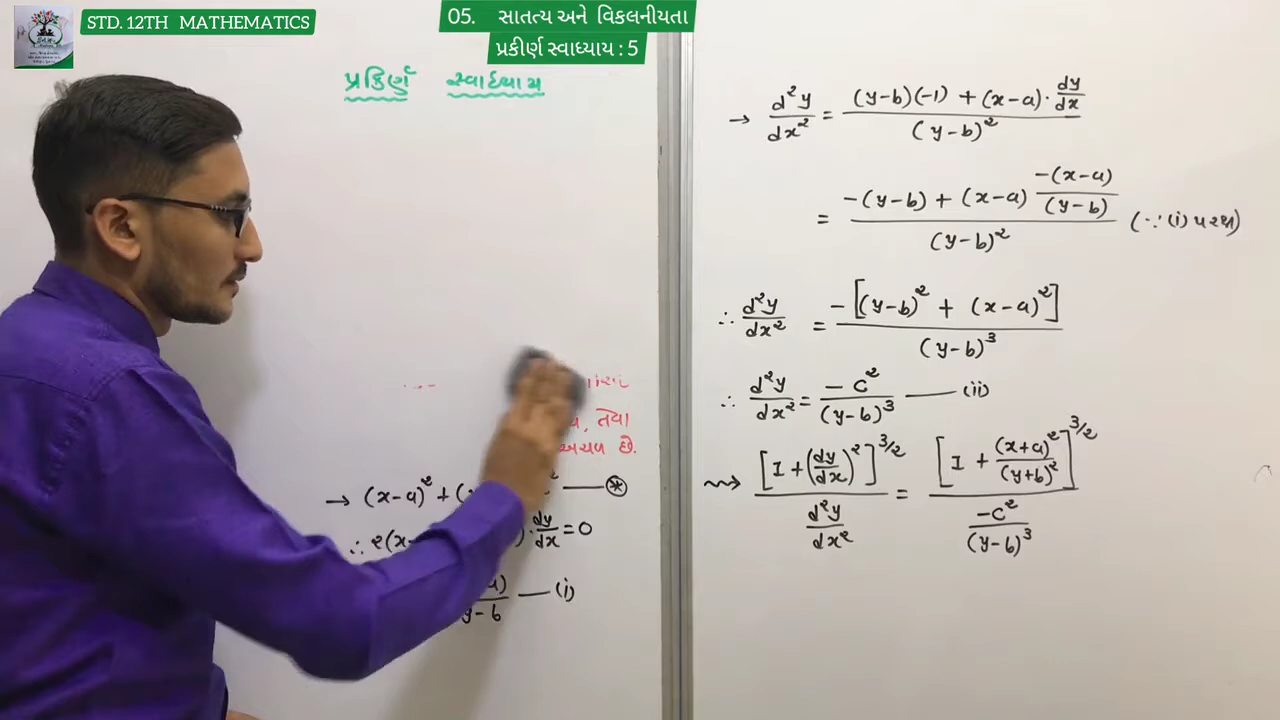 STD. 12TH MATHEMATICS
05. સાતત્ય અને વિકલનીયતા
પ્રકીર્ણ સ્વાધ્યાય : 5
પ્રકિર્ણ સ્વાધ્યાય
તેવા
અચળ છે.
→ (x-a)² + ( ² —— ⊛
∴ 2(x- ) · dy/dx = 0
a)/y-b — (i)
→ d²y/dx² = (y-b)(-1) + (x-a) · dy/dx / (y-b)²
= -(y-b) + (x-a) -(x-a)/(y-b) / (y-b)² (∵ (i) પરથી)
∴ d²y/dx² = -[(y-b)² + (x-a)²] / (y-b)³
∴ d²y/dx² = -c²/(y-b)³ —— (ii)
⇝ [1 + (dy/dx)²]^3/2 / d²y/dx² = [1 + (x+a)²/(y+b)²]^3/2 / -c²/(y-b)³